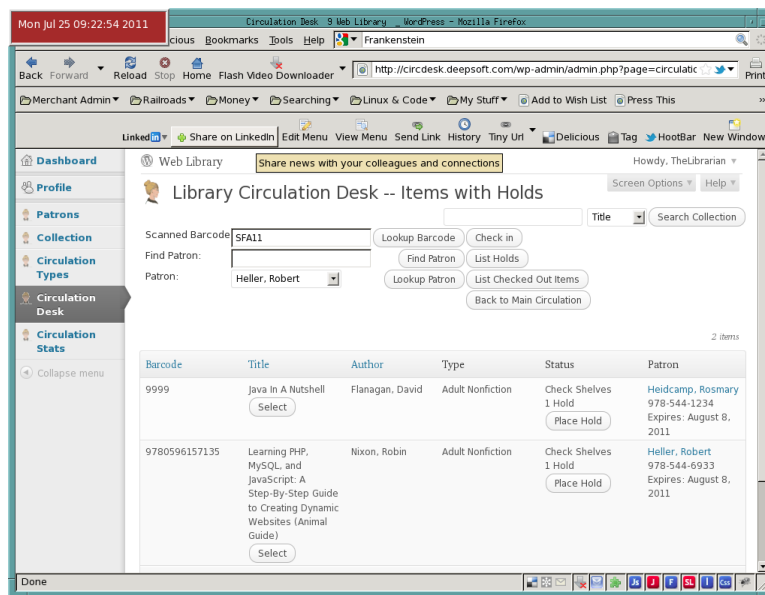 Mon Jul 25 09:22:54 2011
Circulation Desk 9 Web Library _ WordPress - Mozilla Firefox
cious Bookmarks Tools Help Frankenstein
Back Forward Reload Stop Home Flash Video Downloader http://circdesk.deepsoft.com/wp-admin/admin.php?page=circulatic Print
Merchant Admin Railroads Money Searching Linux & Code My Stuff Add to Wish List Press This »
Linked in Share on LinkedIn Edit Menu View Menu Send Link History Tiny Url Delicious Tag HootBar New Window
Dashboard
Profile
Patrons
Collection
Circulation
Types
Circulation
Desk
Circulation
Stats
Collapse menu
Web Library Share news with your colleagues and connections Howdy, TheLibrarian
Screen Options Help
Library Circulation Desk -- Items with Holds
Title Search Collection
Scanned Barcode SFA11 Lookup Barcode Check in
Find Patron: Find Patron List Holds
Patron: Heller, Robert Lookup Patron List Checked Out Items
Back to Main Circulation
2 items
Barcode Title Author Type Status Patron
9999 Java In A Nutshell Flanagan, David Adult Nonfiction Check Shelves Heidcamp, Rosmary
1 Hold 978-544-1234
Select Place Hold Expires: August 8,
2011
9780596157135 Learning PHP, Nixon, Robin Adult Nonfiction Check Shelves Heller, Robert
MySQL, and 1 Hold 978-544-6933
JavaScript: A Place Hold Expires: August 8,
Step-By-Step Guide 2011
to Creating Dynamic
Websites (Animal
Guide)
Select
Done Js J F SL I Css